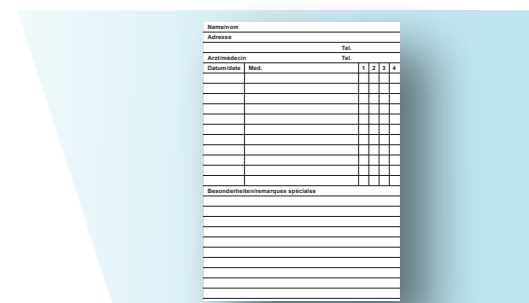 Name/nom
Adresse
Tel.
Arzt/médecin Tel.
Datum/date Med. 1 2 3 4
Besonderheiten/remarques spéciales